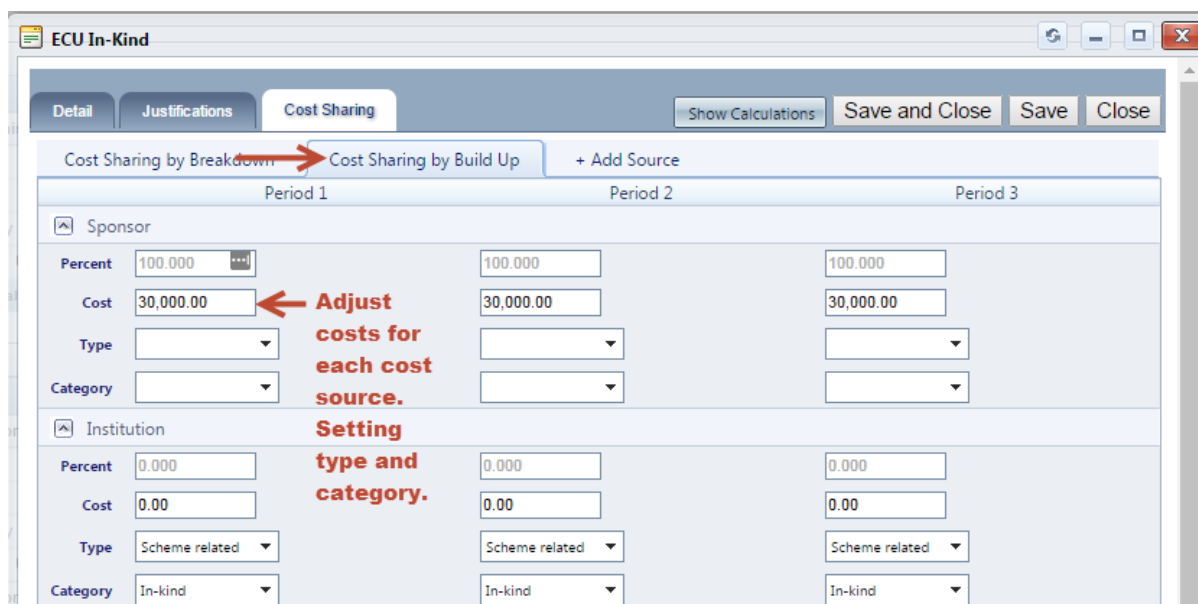 ECU In-Kind
Detail Justifications Cost Sharing Show Calculations Save and Close Save Close
Cost Sharing by Breakdown Cost Sharing by Build Up + Add Source
Period 1 Period 2 Period 3
Sponsor
Percent 100.000 100.000 100.000
Cost 30,000.00 30,000.00 30,000.00
Type
Category
Adjust
costs for
each cost
source.
Setting
type and
category.
Institution
Percent 0.000 0.000 0.000
Cost 0.00 0.00 0.00
Type Scheme related Scheme related Scheme related
Category In-kind In-kind In-kind